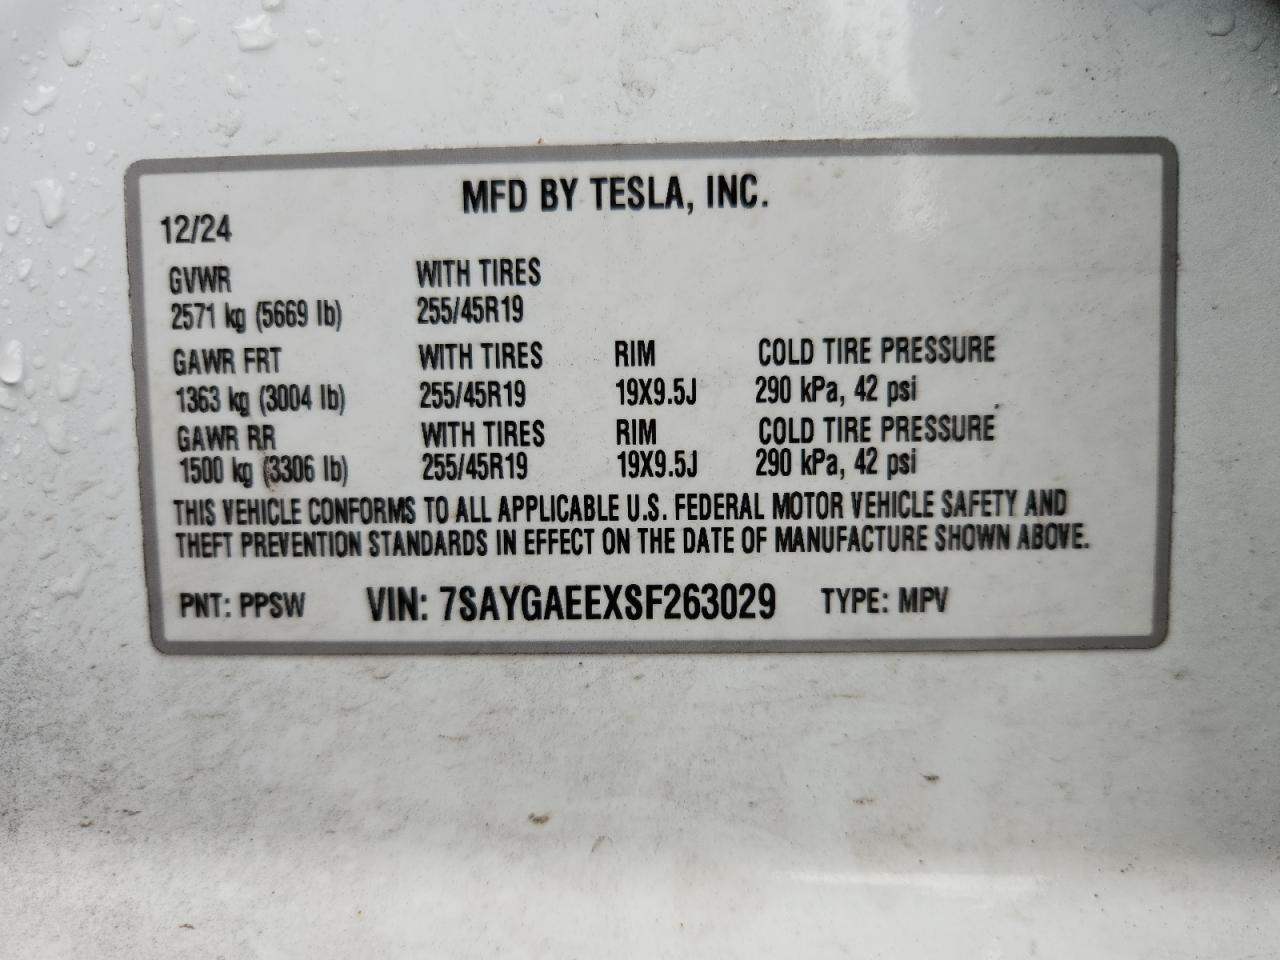 MFD BY TESLA, INC.
12/24
GVWR WITH TIRES
2571 kg (5669 lb) 255/45R19
GAWR FRT WITH TIRES RIM COLD TIRE PRESSURE
1363 kg (3004 lb) 255/45R19 19X9.5J 290 kPa, 42 psi
GAWR RR WITH TIRES RIM COLD TIRE PRESSURE
1500 kg (3306 lb) 255/45R19 19X9.5J 290 kPa, 42 psi
THIS VEHICLE CONFORMS TO ALL APPLICABLE U.S. FEDERAL MOTOR VEHICLE SAFETY AND
THEFT PREVENTION STANDARDS IN EFFECT ON THE DATE OF MANUFACTURE SHOWN ABOVE.
PNT: PPSW VIN: 7SAYGAEEXSF263029 TYPE: MPV